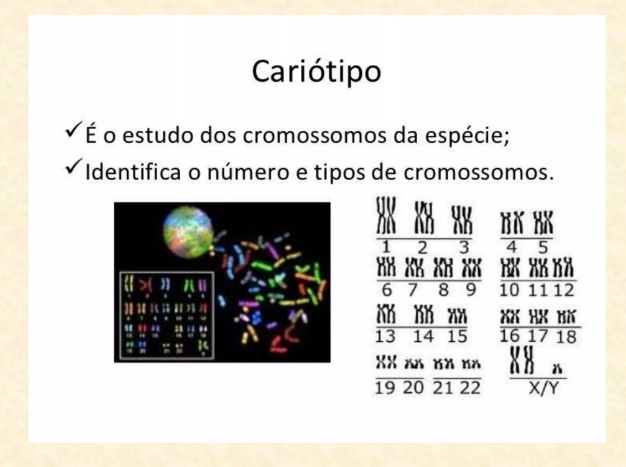 Cariótipo
✓É o estudo dos cromossomos da espécie;
✓Identifica o número e tipos de cromossomos.
1 2 3 4 5
6 7 8 9 10 11 12
13 14 15 16 17 18
19 20 21 22 X/Y